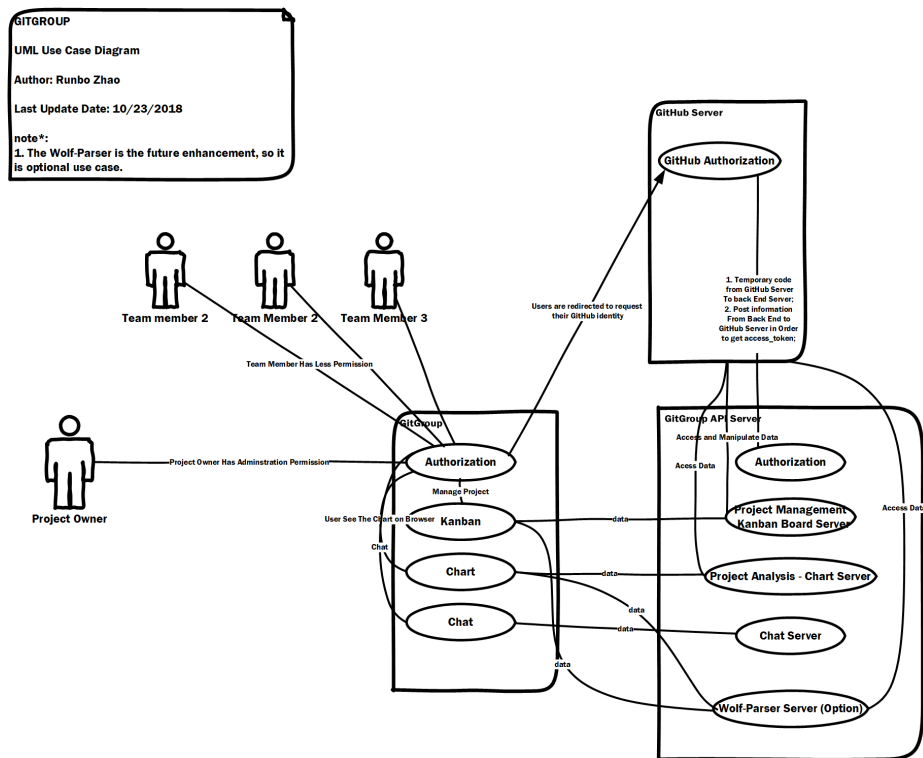 GITGROUP
UML Use Case Diagram
Author: Runbo Zhao
Last Update Date: 10/23/2018
note*:
1. The Wolf-Parser is the future enhancement, so it
is optional use case.
GitHub Server
GitHub Authorization
1. Temporary code
from GitHub Server
To back End Server;
2. Post information
From Back End to
GitHub Server in Order
to get access_token;
Users are redirected to request
their GitHub identity
Team member 2
Team Member 2
Team Member 3
Team Member Has Less Permission
Project Owner Has Adminstration Permission
Project Owner
GitGroup
Authorization
Manage Project
User See The Chart on Browser
Kanban
Chat
Chart
Chat
data
data
data
data
data
GitGroup API Server
Access and Manipulate Data
Acess Data
Authorization
Access Data
Project Management
Kanban Board Server
Project Analysis - Chart Server
Chat Server
Wolf-Parser Server (Option)